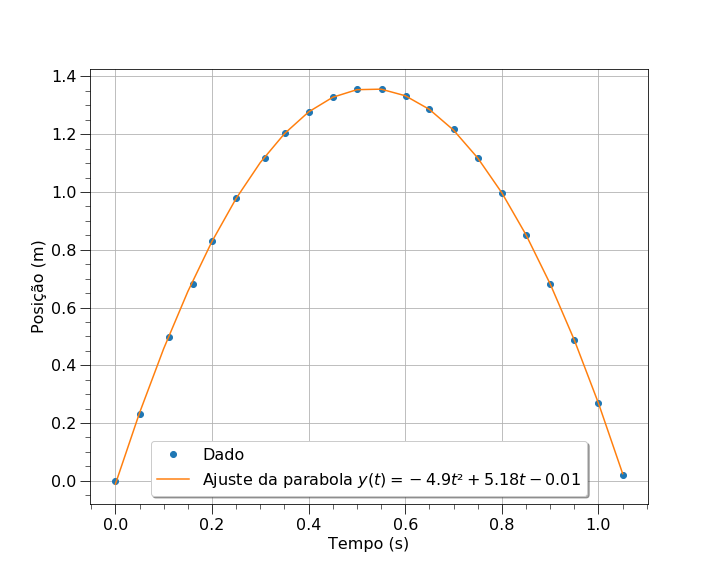 1.4
1.2
1.0
0.8
0.6
0.4
0.2
0.0
Posição (m)
Dado
Ajuste da parabola y(t) = −4.9t² + 5.18t − 0.01
0.0 0.2 0.4 0.6 0.8 1.0
Tempo (s)